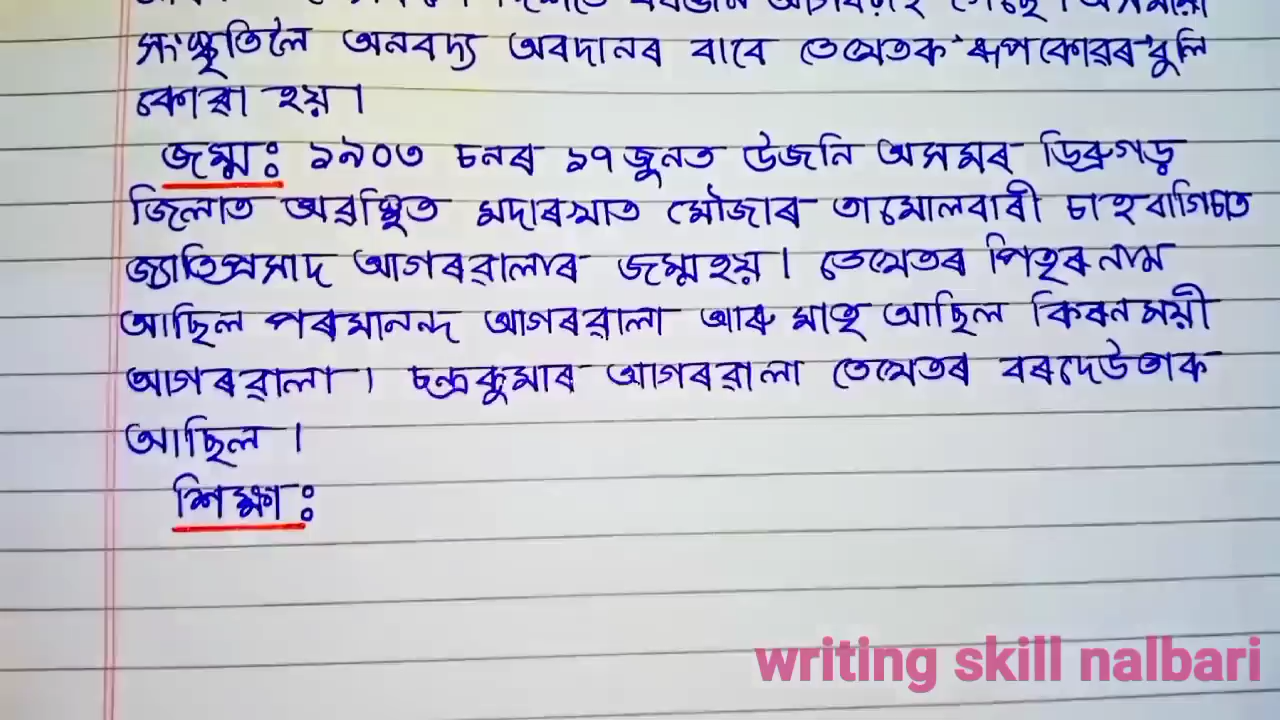 সংস্কৃতিলৈ অনবদ্য অৱদানৰ বাবে তেখেতক 'ৰূপকোৱৰ' বুলি
কোৱা হয়।
জন্ম: ১৯০৩ চনৰ ১৭ জুনত উজনি অসমৰ ডিব্ৰুগড়
জিলাত অৱস্থিত মদাৰখাত মৌজাৰ তামোলবাৰী চাহ বাগিচাত
জ্যোতিপ্ৰসাদ আগৰৱালাৰ জন্ম হয়। তেখেতৰ পিতৃৰ নাম
আছিল পৰমানন্দ আগৰৱালা আৰু মাতৃ আছিল কিৰনময়ী
আগৰৱালা। চন্দ্ৰকুমাৰ আগৰৱালা তেখেতৰ বৰদেউতাক
আছিল।
শিক্ষা:
writing skill nalbari